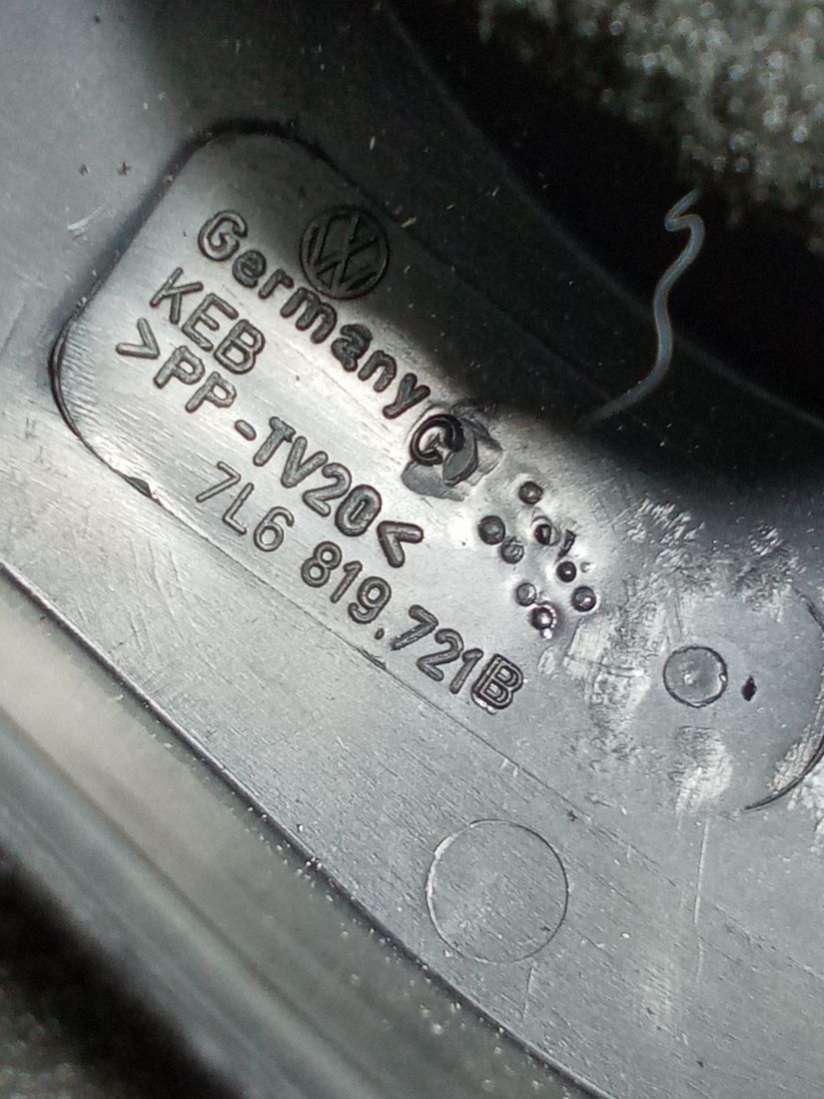 Germany
KEB
>PP-TV20<
7L6 819.721B